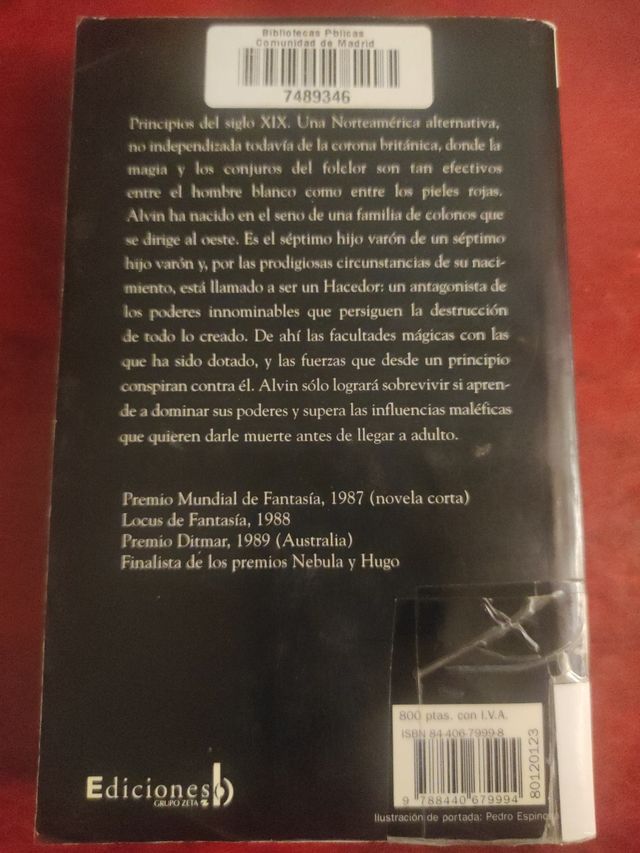 Bibliotecas Pblicas
Comunidad de Madrid
7489346
Principios del siglo XIX. Una Norteamérica alternativa,
no independizada todavía de la corona británica, donde la
magia y los conjuros del folclor son tan efectivos
entre el hombre blanco como entre los pieles rojas.
Alvin ha nacido en el seno de una familia de colonos que
se dirige al oeste. Es el séptimo hijo varón de un séptimo
hijo varón y, por las prodigiosas circunstancias de su naci-
miento, está llamado a ser un Hacedor: un antagonista de
los poderes innominables que persiguen la destrucción
de todo lo creado. De ahí las facultades mágicas con las
que ha sido dotado, y las fuerzas que desde un principio
conspiran contra él. Alvin sólo logrará sobrevivir si apren-
de a dominar sus poderes y supera las influencias maléficas
que quieren darle muerte antes de llegar a adulto.
Premio Mundial de Fantasía, 1987 (novela corta)
Locus de Fantasía, 1988
Premio Ditmar, 1989 (Australia)
Finalista de los premios Nebula y Hugo
800 ptas. con I.V.A.
ISBN 84-406-7999-8
9 788440 679994
80120123
Ediciones b
GRUPO ZETA
Ilustración de portada: Pedro Espinosa